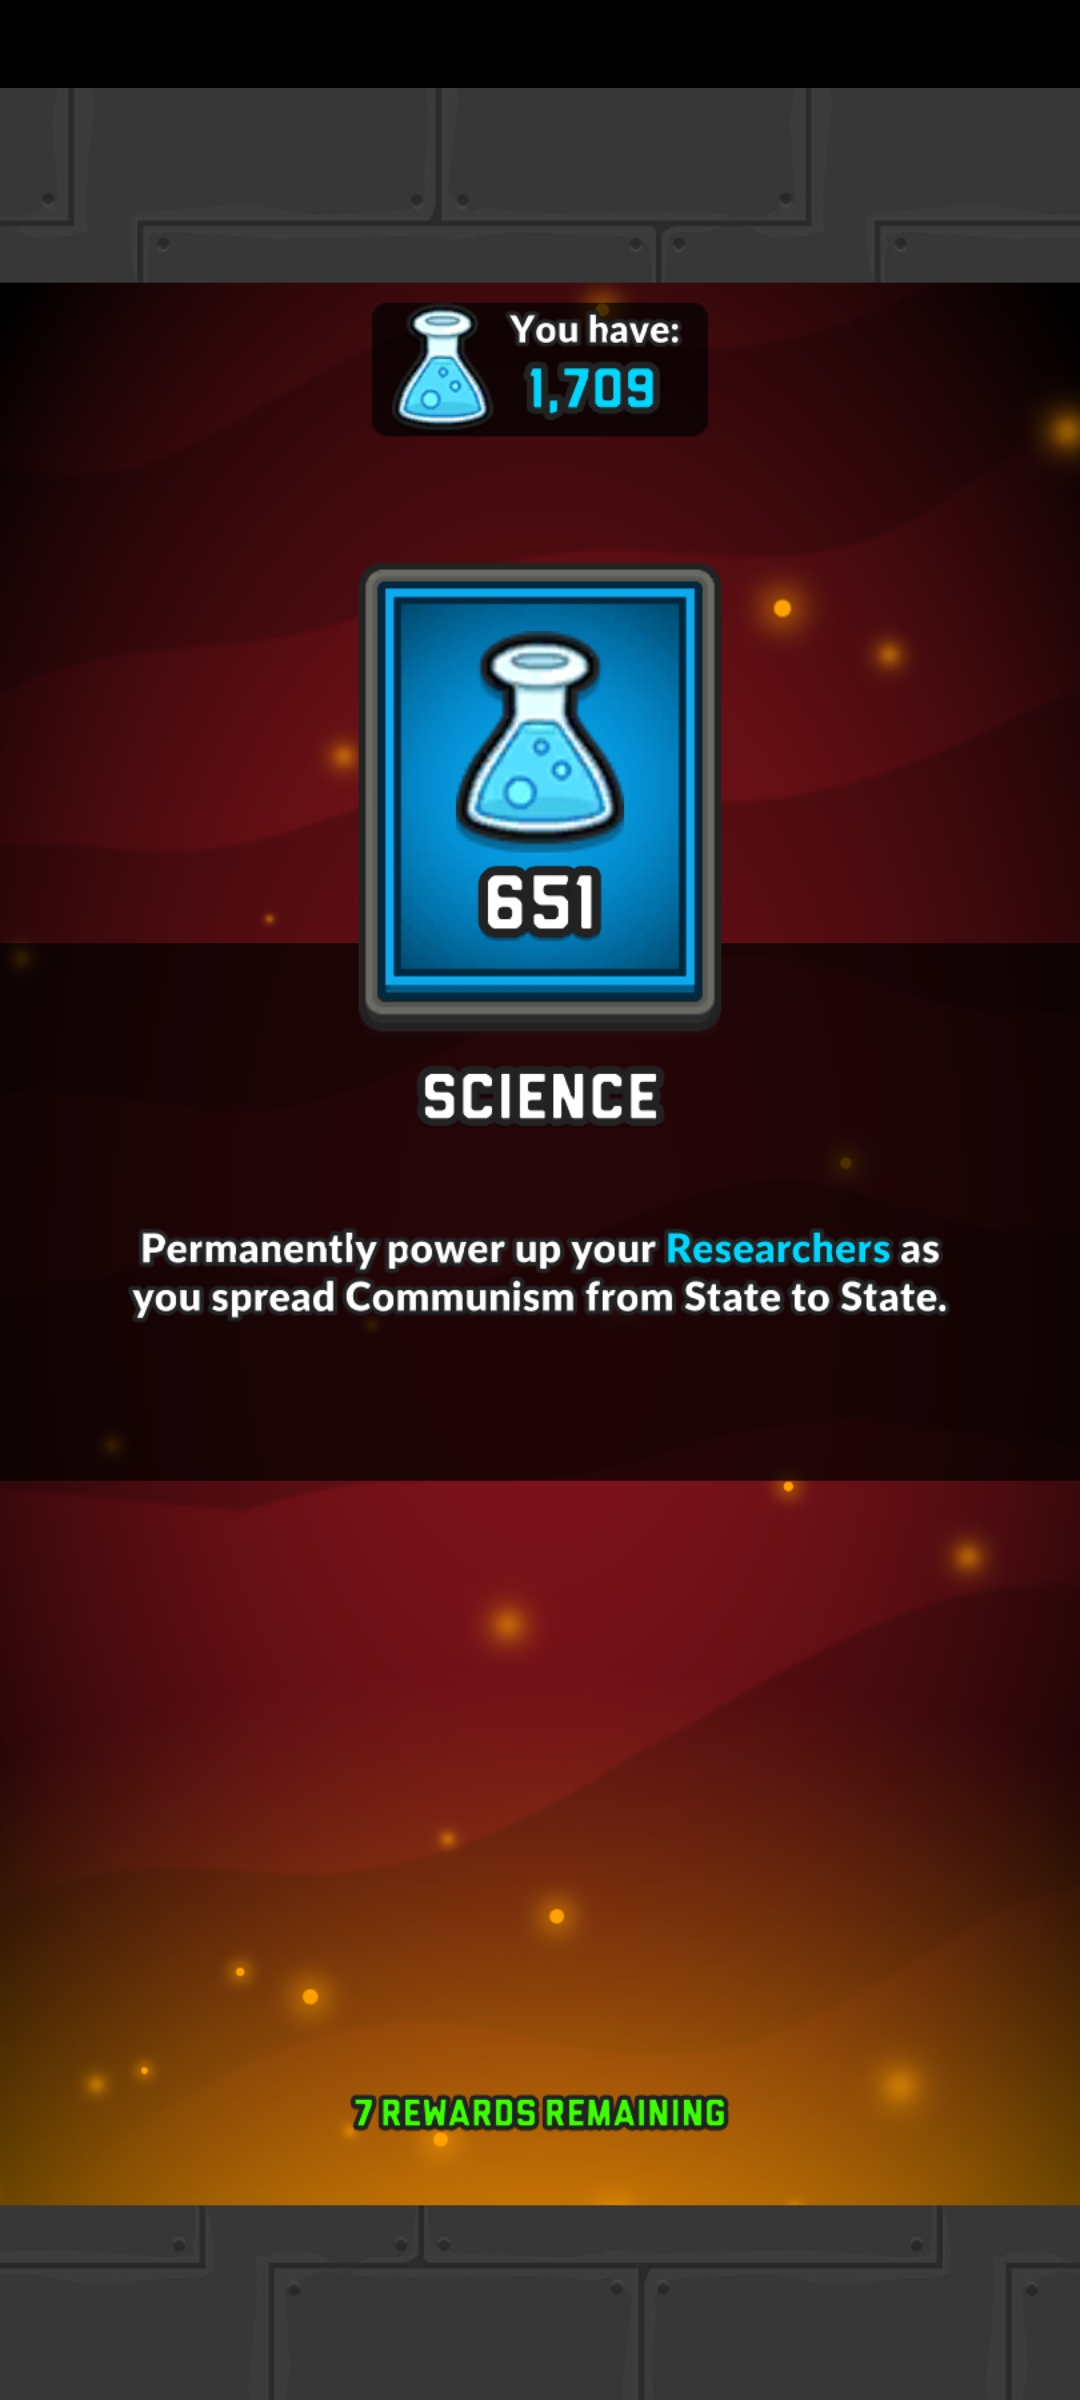 You have:
1,709
651
SCIENCE
Permanently power up your Researchers as
you spread Communism from State to State.
7 REWARDS REMAINING